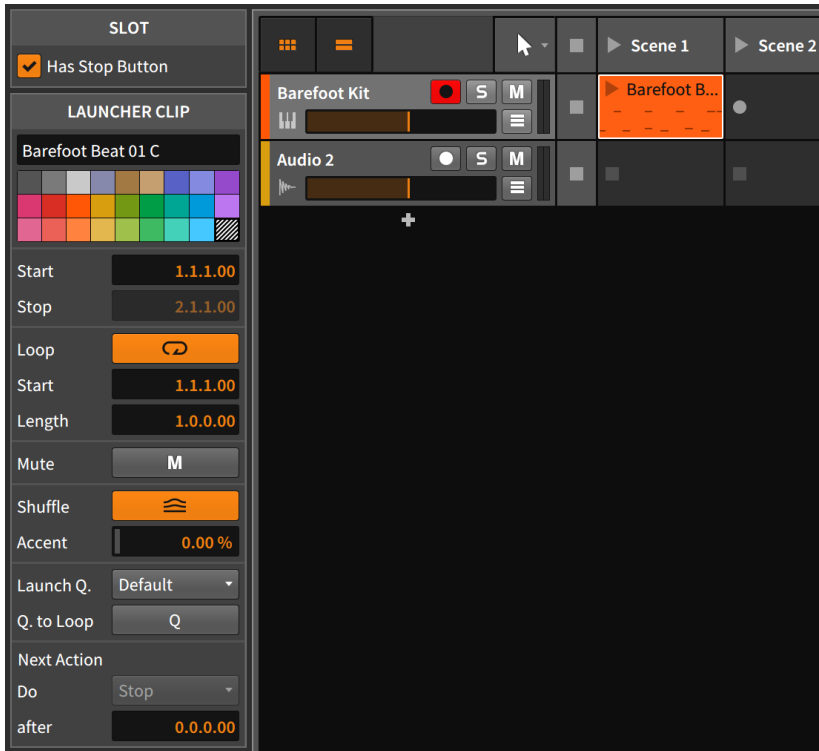 SLOT
Has Stop Button
LAUNCHER CLIP
Barefoot Beat 01 C
Start 1.1.1.00
Stop 2.1.1.00
Loop
Start 1.1.1.00
Length 1.0.0.00
Mute M
Shuffle
Accent 0.00 %
Launch Q. Default
Q. to Loop Q
Next Action
Do Stop
after 0.0.0.00
Scene 1 Scene 2
Barefoot Kit S M Barefoot B...
Audio 2 S M